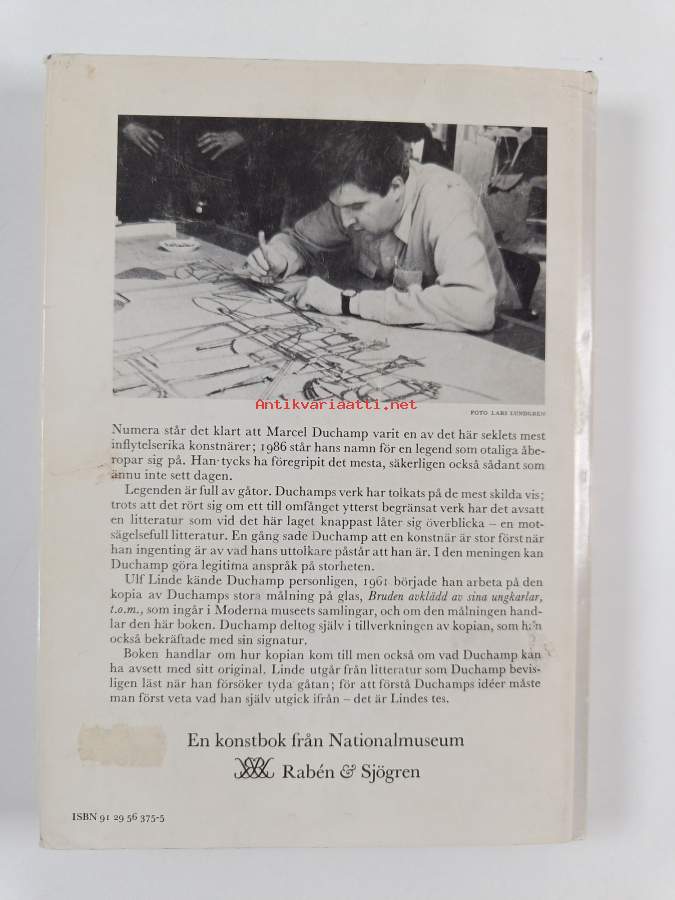 Antikvariaatti.net
FOTO LARS LUNDGREN
Numera står det klart att Marcel Duchamp varit en av det här seklets mest
inflytelserika konstnärer; 1986 står hans namn för en legend som otaliga åbe-
ropar sig på. Han tycks ha föregripit det mesta, säkerligen också sådant som
ännu inte sett dagen.
Legenden är full av gåtor. Duchamps verk har tolkats på de mest skilda vis;
trots att det rört sig om ett till omfånget ytterst begränsat verk har det avsatt
en litteratur som vid det här laget knappast låter sig överblicka – en mot-
sägelsefull litteratur. En gång sade Duchamp att en konstnär är stor först när
han ingenting är av vad hans uttolkare påstår att han är. I den meningen kan
Duchamp göra legitima anspråk på storheten.
Ulf Linde kände Duchamp personligen, 1961 började han arbeta på den
kopia av Duchamps stora målning på glas, Bruden avklädd av sina ungkarlar,
t.o.m., som ingår i Moderna museets samlingar, och om den målningen hand-
lar den här boken. Duchamp deltog själv i tillverkningen av kopian, som han
också bekräftade med sin signatur.
Boken handlar om hur kopian kom till men också om vad Duchamp kan
ha avsett med sitt original. Linde utgår från litteratur som Duchamp bevis-
ligen läst när han försöker tyda gåtan; för att förstå Duchamps idéer måste
man först veta vad han själv utgick ifrån – det är Lindes tes.
En konstbok från Nationalmuseum
Rabén & Sjögren
ISBN 91 29 56 375-5